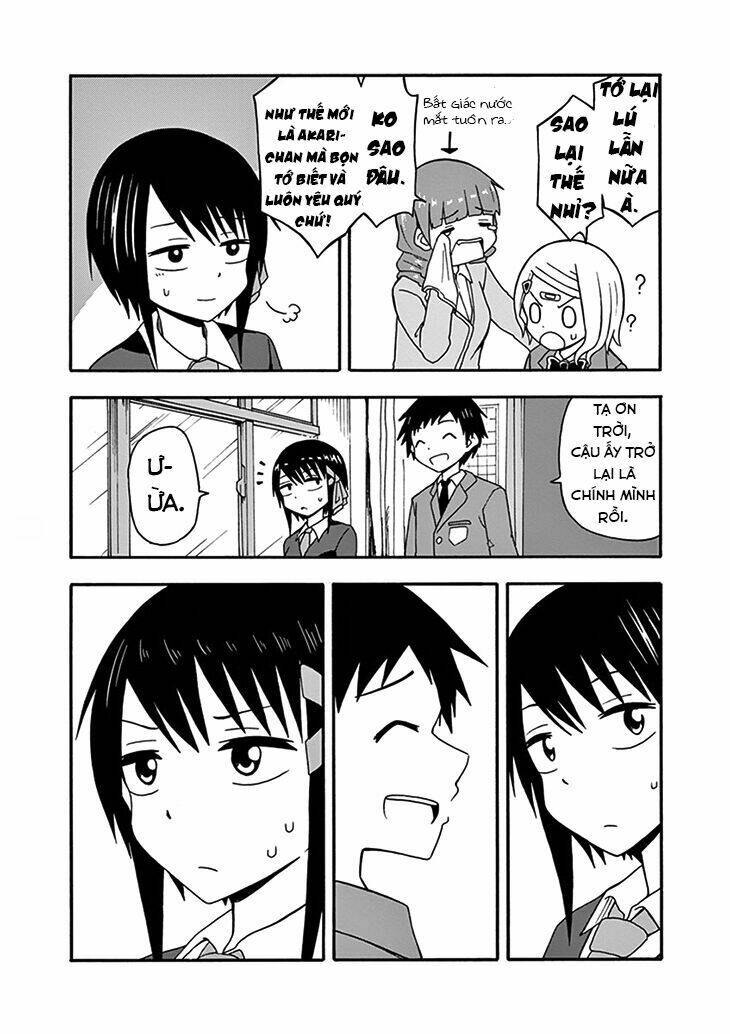 TỚ LẠI
LÚ
LẪN
NỮA
À.
SAO
LẠI
THẾ
NHỈ?
Bất giác nước
mắt tuôn ra..
KO
SAO
ĐÂU.
NHƯ THẾ MỚI
LÀ AKARI-
CHAN MÀ BỌN
TỚ BIẾT VÀ
LUÔN YÊU QUÝ
CHỨ!
?
?
TẠ ƠN
TRỜI,
CẬU ẤY TRỞ
LẠI LÀ
CHÍNH MÌNH
RỒI.
Ư-
ỪA.